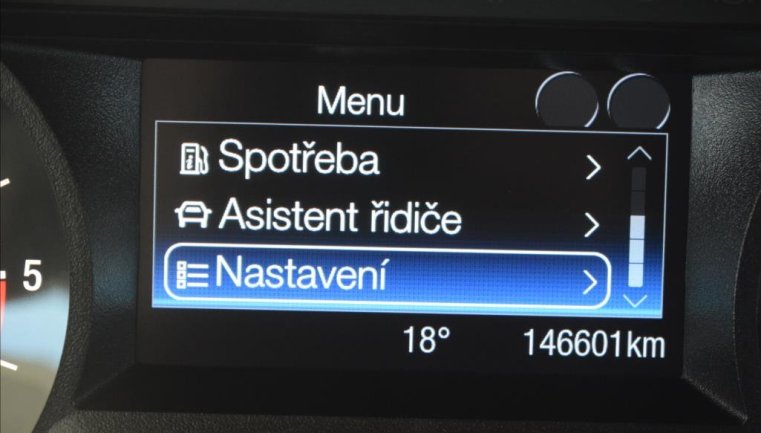 Menu
Spotřeba
Asistent řidiče
Nastavení
5
18° 146601km